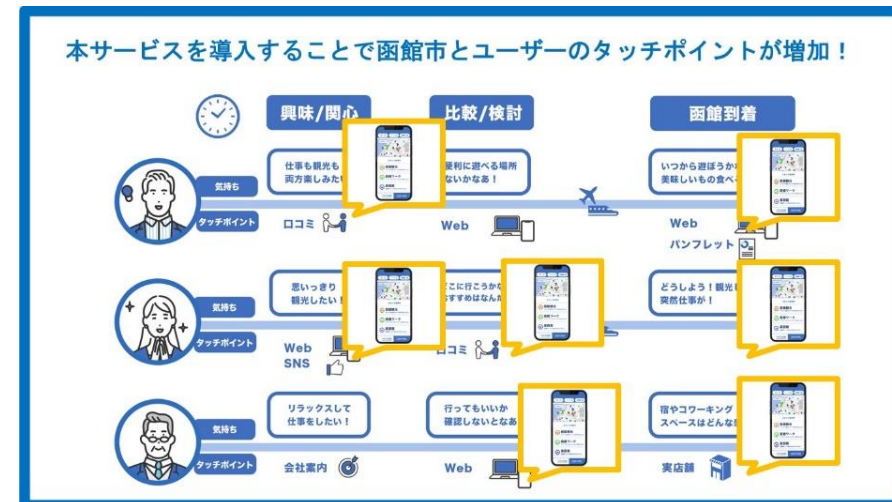 本サービスを導入することで函館市とユーザーのタッチポイントが増加！
興味/関心
比較/検討
函館到着
仕事も観光も
両方楽しみた
便利に遊べる場所
ないかなあ！
いつから遊ぼうか
美味しいもの食べ
気持ち
タッチポイント
口コミ
Web
Web
パンフレット
思いっきり
観光したい！
どこに行こうかな
おすすめはなんだ
どうしよう！観光
突然仕事が！
気持ち
タッチポイント
Web
SNS
口コミ
リラックスして
仕事をしたい！
行ってもいいか
確認しないとなあ
宿やコワーキング
スペースはどんな
気持ち
タッチポイント
会社案内
Web
実店舗